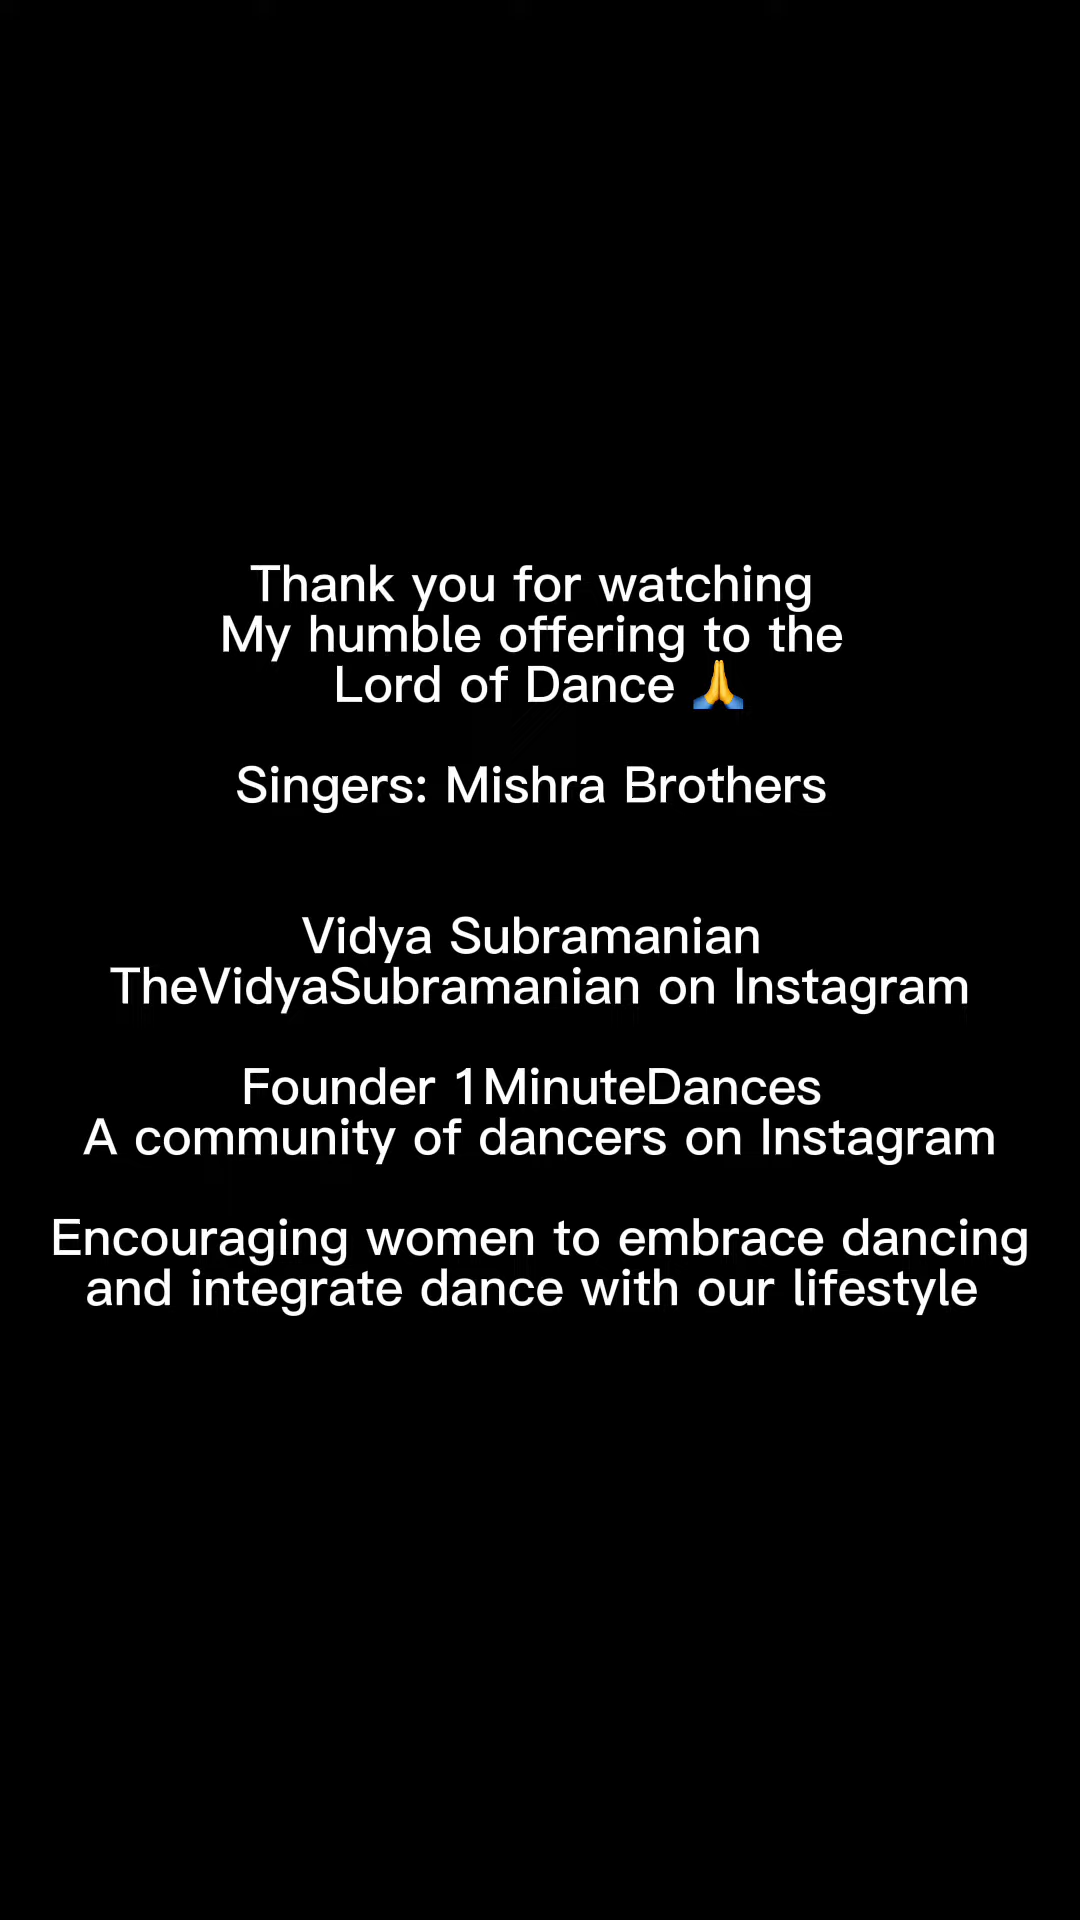 Thank you for watching
My humble offering to the
Lord of Dance 🙏
Singers: Mishra Brothers
Vidya Subramanian
TheVidyaSubramanian on Instagram
Founder 1MinuteDances
A community of dancers on Instagram
Encouraging women to embrace dancing
and integrate dance with our lifestyle